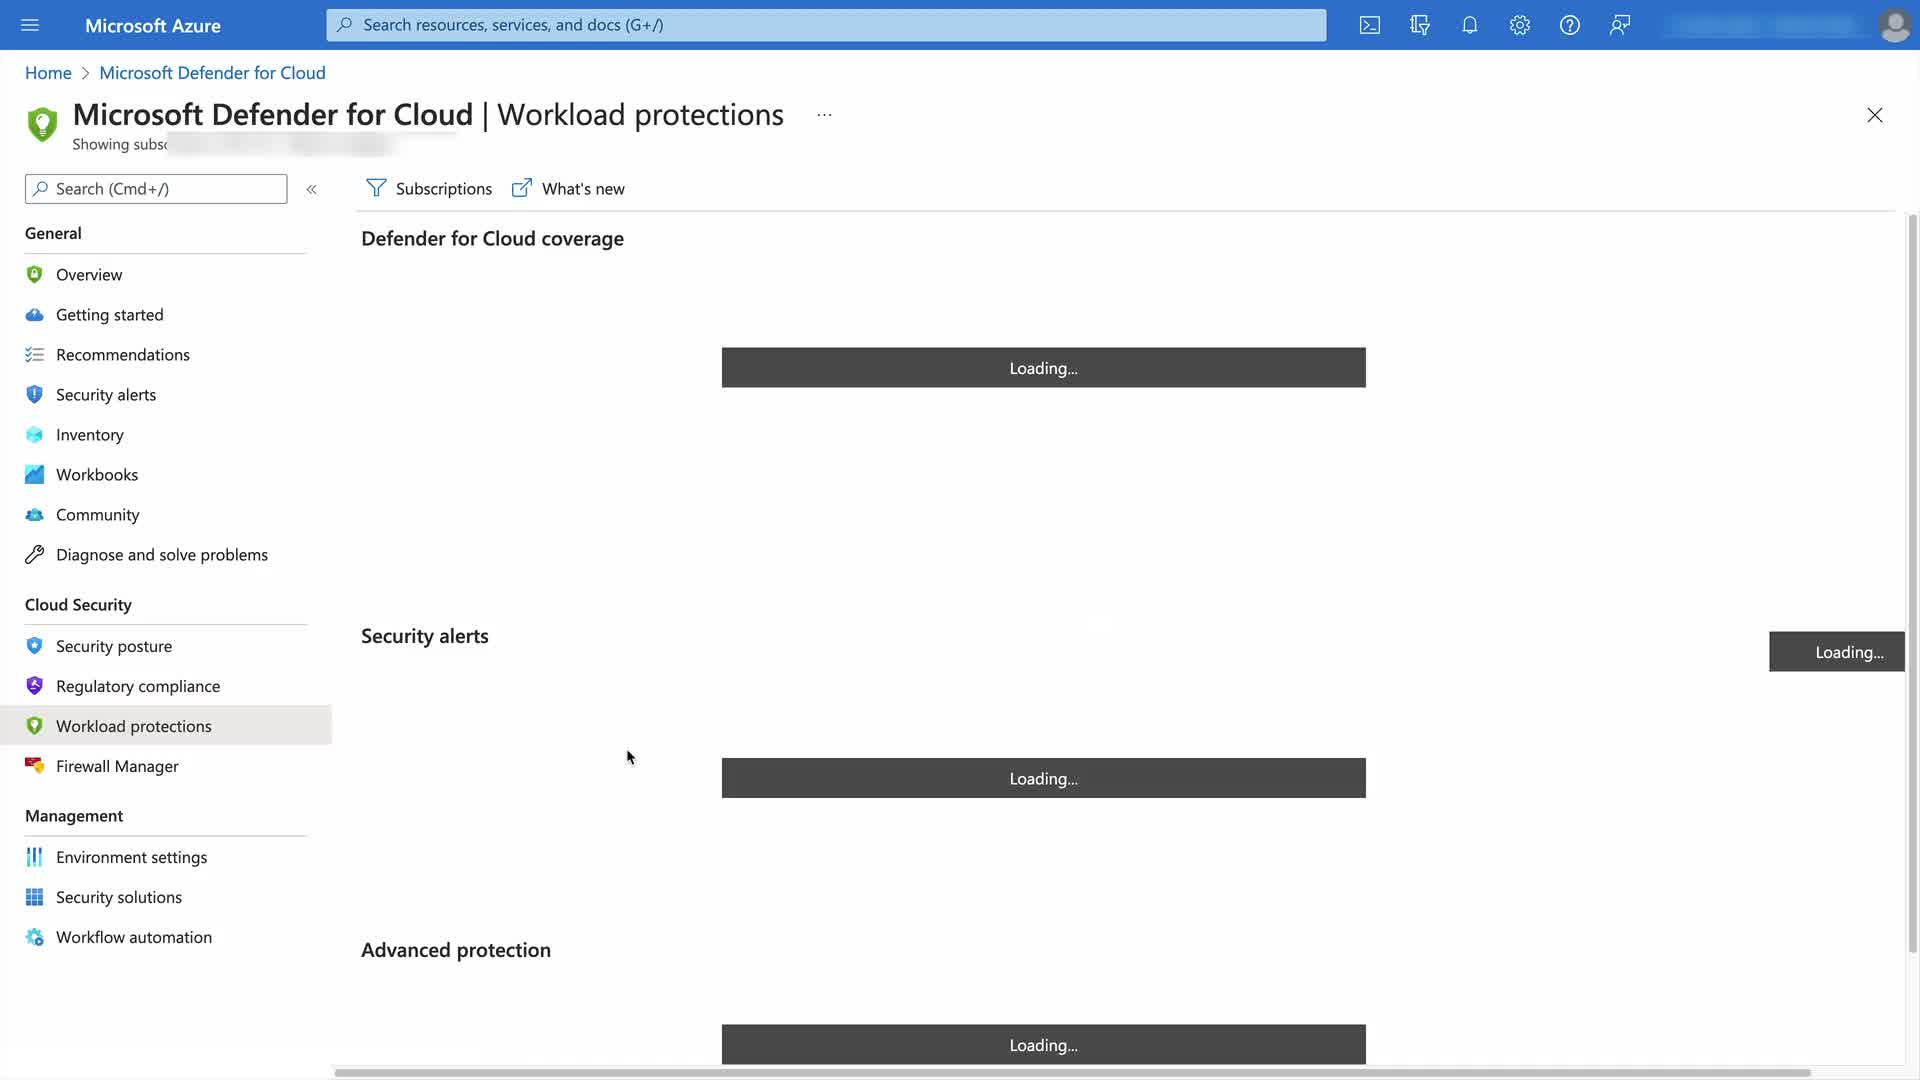 Microsoft Azure
Search resources, services, and docs (G+/)
Home > Microsoft Defender for Cloud
Microsoft Defender for Cloud | Workload protections ...
Showing
Search (Cmd+/) «
Subscriptions What's new
General
Overview
Getting started
Recommendations
Security alerts
Inventory
Workbooks
Community
Diagnose and solve problems
Cloud Security
Security posture
Regulatory compliance
Workload protections
Firewall Manager
Management
Environment settings
Security solutions
Workflow automation
Defender for Cloud coverage
Loading...
Security alerts
Loading...
Loading...
Advanced protection
Loading...